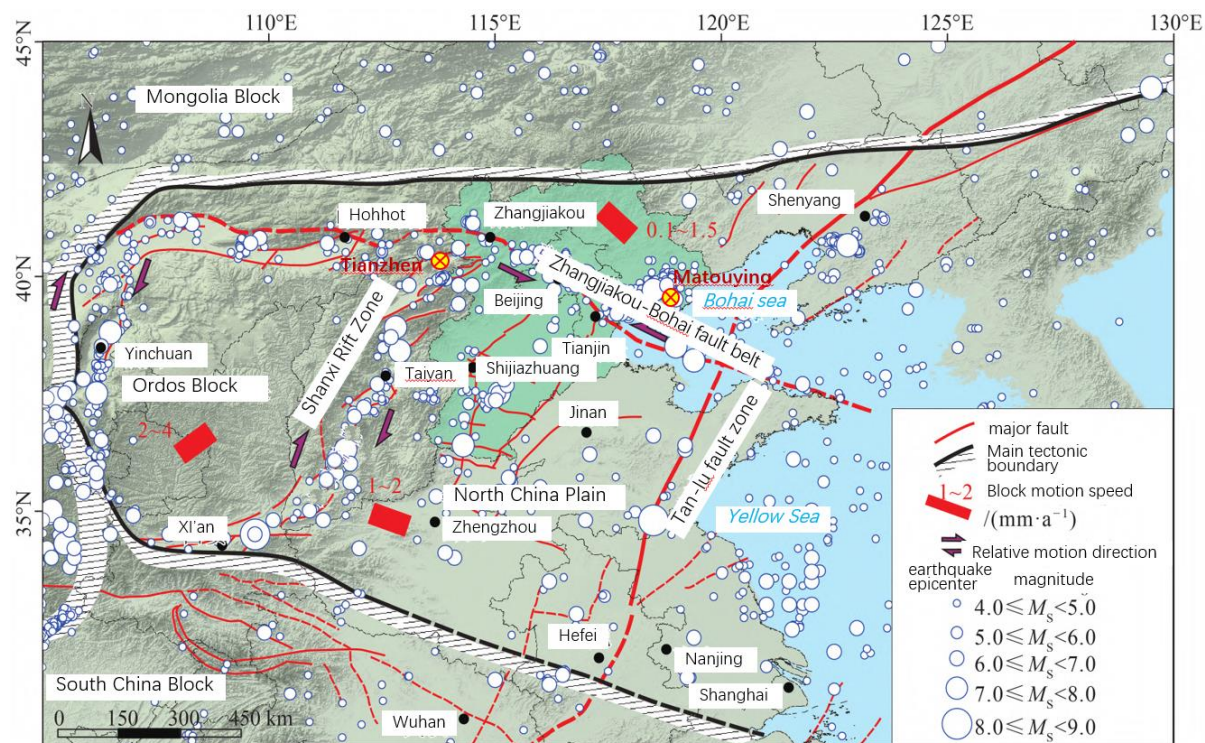 110°E
115°E
120°E
125°E
130°E
45°N
40°N
35°N
Mongolia Block
Hohhot
Zhangjiakou
0.1~1.5
Shenyang
Tianzhen
Matouying
Bohai sea
Beijing
Zhangjiakou-Bohai fault belt
Tianjin
Yinchuan
Ordos Block
Shanxi Rift Zone
Taiyan
Shijiazhuang
2~4
Jinan
Tan-lu fault zone
1~2
North China Plain
Zhengzhou
Yellow Sea
XI'an
Hefei
Nanjing
Shanghai
South China Block
Wuhan
0 150 300 450 km
major fault
Main tectonic
boundary
1~2
Block motion speed
/(mm·a⁻¹)
Relative motion direction
earthquake
epicenter
magnitude
4.0≤Ms<5.0
5.0≤Ms<6.0
6.0≤Ms<7.0
7.0≤Ms<8.0
8.0≤Ms<9.0